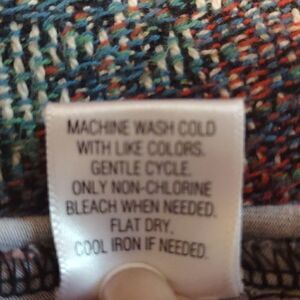 MACHINE WASH COLD
WITH LIKE COLORS.
GENTLE CYCLE.
ONLY NON-CHLORINE
BLEACH WHEN NEEDED.
FLAT DRY.
COOL IRON IF NEEDED.